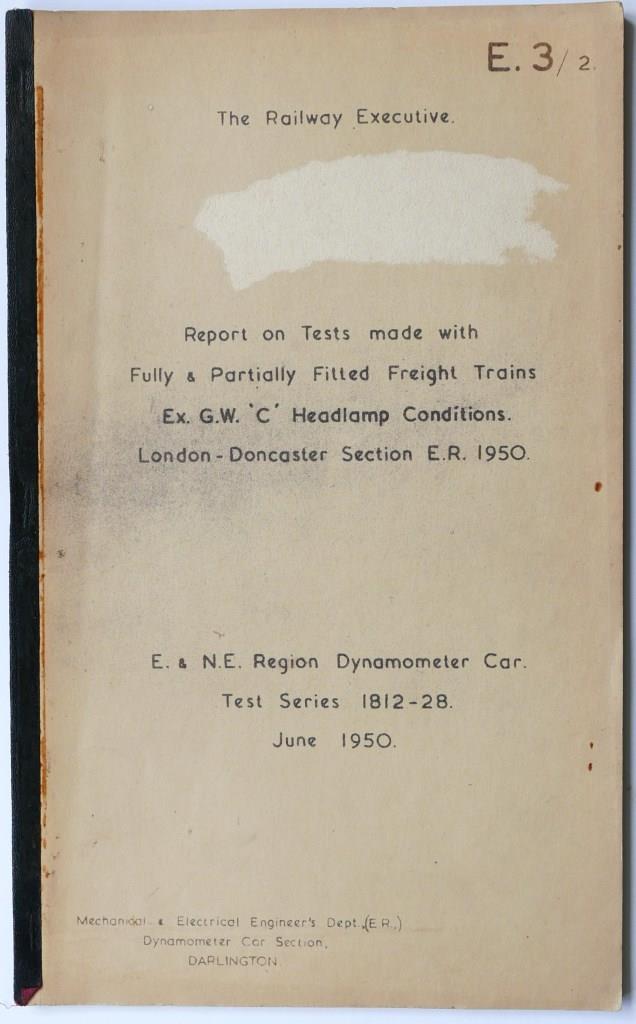 E. 3/2.
The Railway Executive.
Report on Tests made with
Fully & Partially Fitted Freight Trains
Ex. G.W. 'C' Headlamp Conditions.
London-Doncaster Section E.R. 1950.
E. & N.E. Region Dynamometer Car.
Test Series 1812-28.
June 1950.
Mechanical & Electrical Engineer's Dept.,(E.R.,)
Dynamometer Car Section,
DARLINGTON.